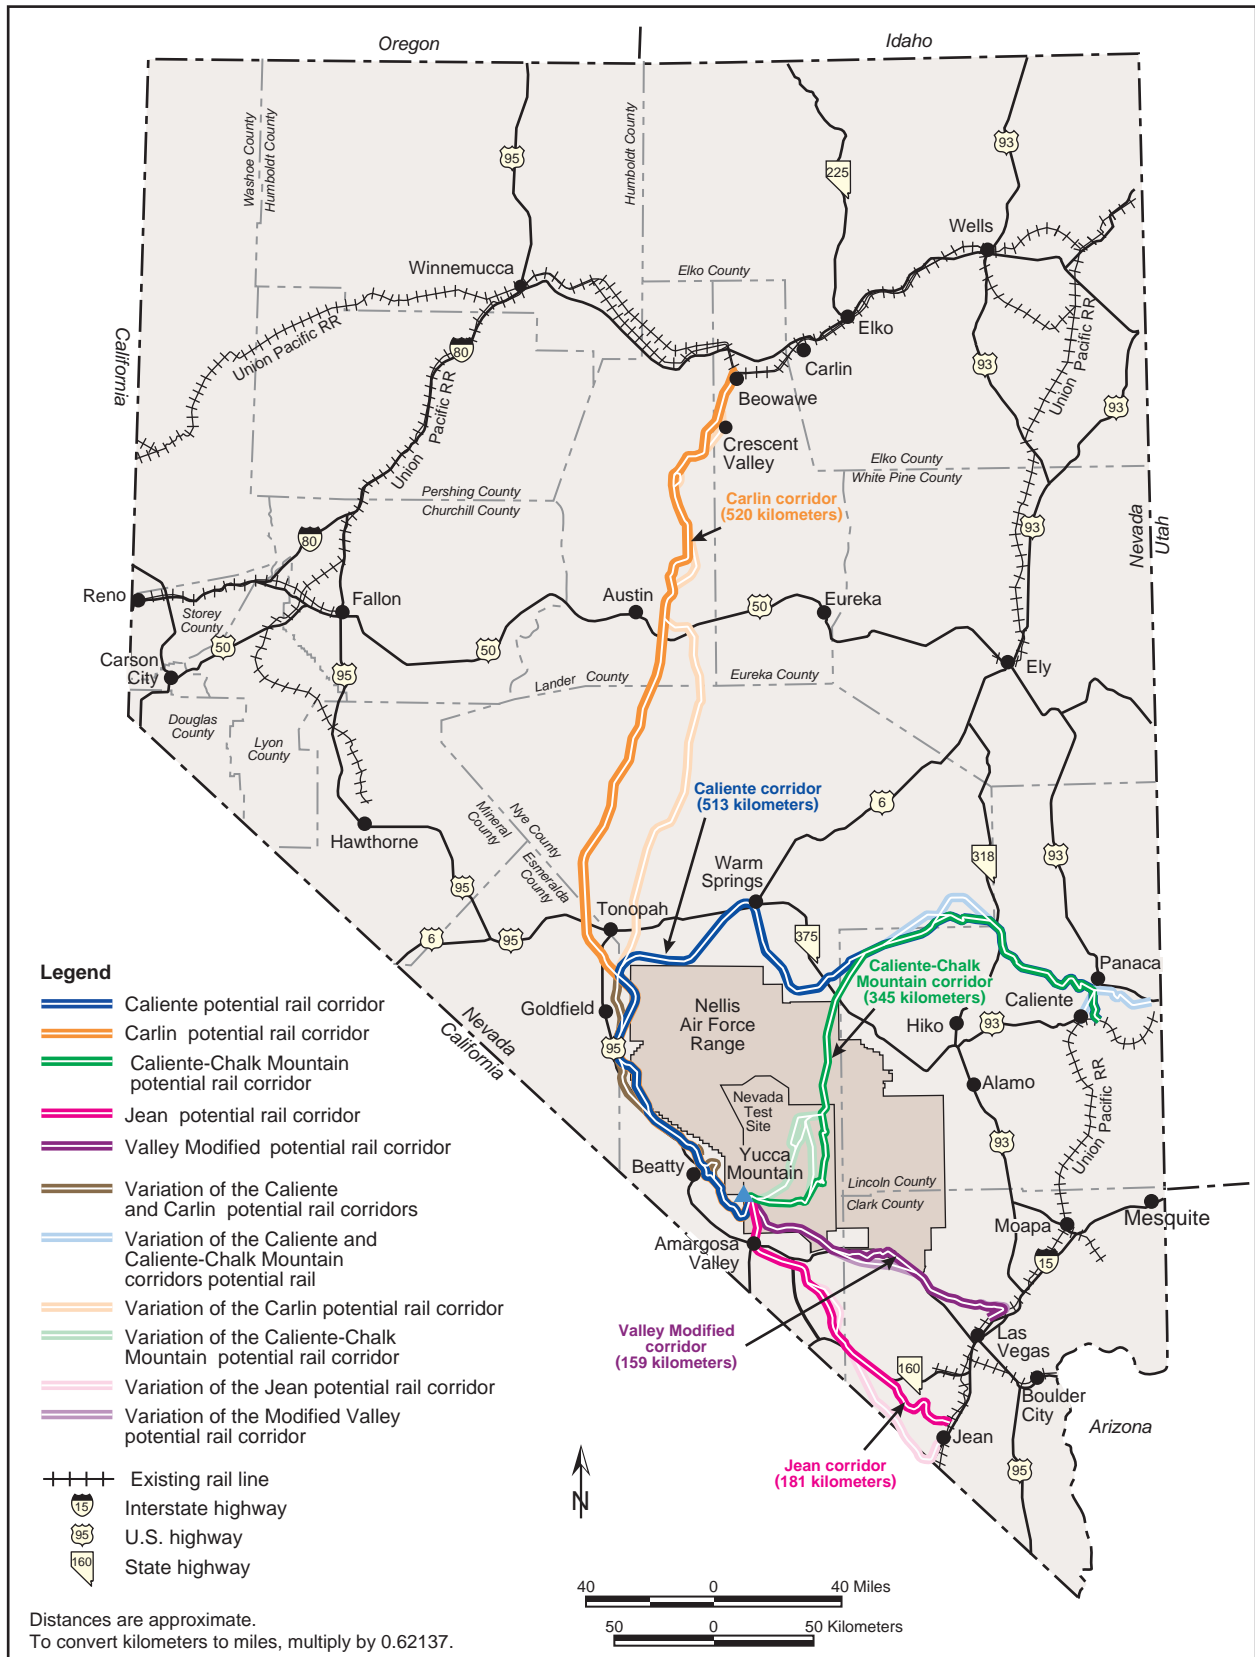 Oregon
Idaho
Washoe County
Humboldt County
Humboldt County
95
93
225
Wells
Winnemucca
Elko County
Elko
California
Union Pacific RR
80
Union Pacific RR
Carlin
Union Pacific RR
93
93
Beowawe
Crescent
Valley
Elko County
White Pine County
Pershing County
Churchill County
Carlin corridor
(520 kilometers)
93
Nevada
Utah
80
Reno
Storey
County
Fallon
Austin
50
Eureka
50
50
Carson
City
95
Ely
Lander County
Eureka County
Douglas
County
Lyon
County
Caliente corridor
(513 kilometers)
6
Nye County
Mineral
County
Esmeralda
County
Hawthorne
318
93
95
Warm
Springs
Tonopah
6
95
375
Caliente-Chalk
Mountain corridor
(345 kilometers)
Panaca
Caliente
Nellis
Air Force
Range
Goldfield
Hiko
93
Nevada
California
95
Alamo
Nevada
Test
Site
Union Pacific RR
93
Beatty
Yucca
Mountain
Lincoln County
Clark County
Moapa
Mesquite
Amargosa
Valley
15
Valley Modified
corridor
(159 kilometers)
Las
Vegas
160
Boulder
City
Arizona
Jean
Jean corridor
(181 kilometers)
95
N
Legend
Caliente potential rail corridor
Carlin potential rail corridor
Caliente-Chalk Mountain
potential rail corridor
Jean potential rail corridor
Valley Modified potential rail corridor
Variation of the Caliente
and Carlin potential rail corridors
Variation of the Caliente and
Caliente-Chalk Mountain
corridors potential rail
Variation of the Carlin potential rail corridor
Variation of the Caliente-Chalk
Mountain potential rail corridor
Variation of the Jean potential rail corridor
Variation of the Modified Valley
potential rail corridor
Existing rail line
15 Interstate highway
95 U.S. highway
160 State highway
40 0 40 Miles
50 0 50 Kilometers
Distances are approximate.
To convert kilometers to miles, multiply by 0.62137.